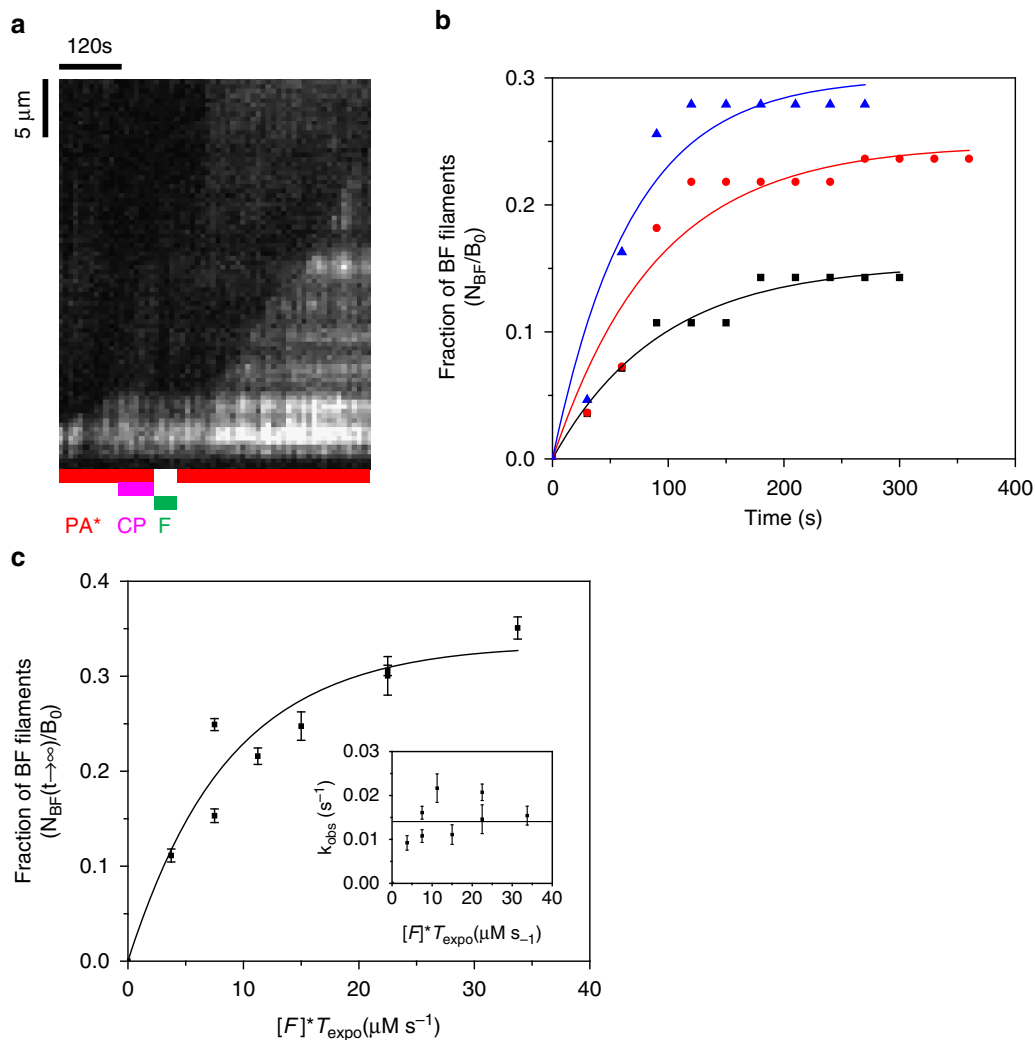 a
120s
5 μm
PA* CP F
b
0.3
0.2
0.1
0.0
0 100 200 300 400
Time (s)
Fraction of BF filaments
(N_BF/B_0)
c
0.4
0.3
0.2
0.1
0.0
0 10 20 30 40
[F]*T_expo(μM s⁻¹)
Fraction of BF filaments
(N_BF(t→∞)/B_0)
0.03
0.02
0.01
0.00
0 10 20 30 40
k_obs (s⁻¹)
[F]*T_expo(μM s₋₁)